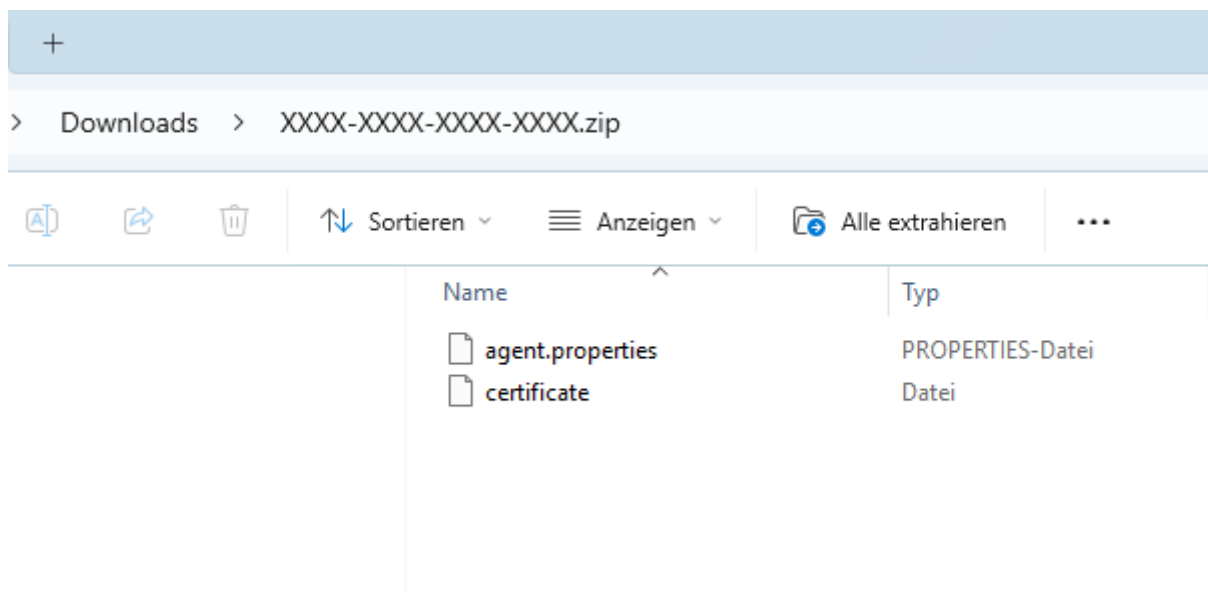 Downloads > XXXX-XXXX-XXXX-XXXX.zip
Sortieren Anzeigen Alle extrahieren
Name Typ
agent.properties PROPERTIES-Datei
certificate Datei